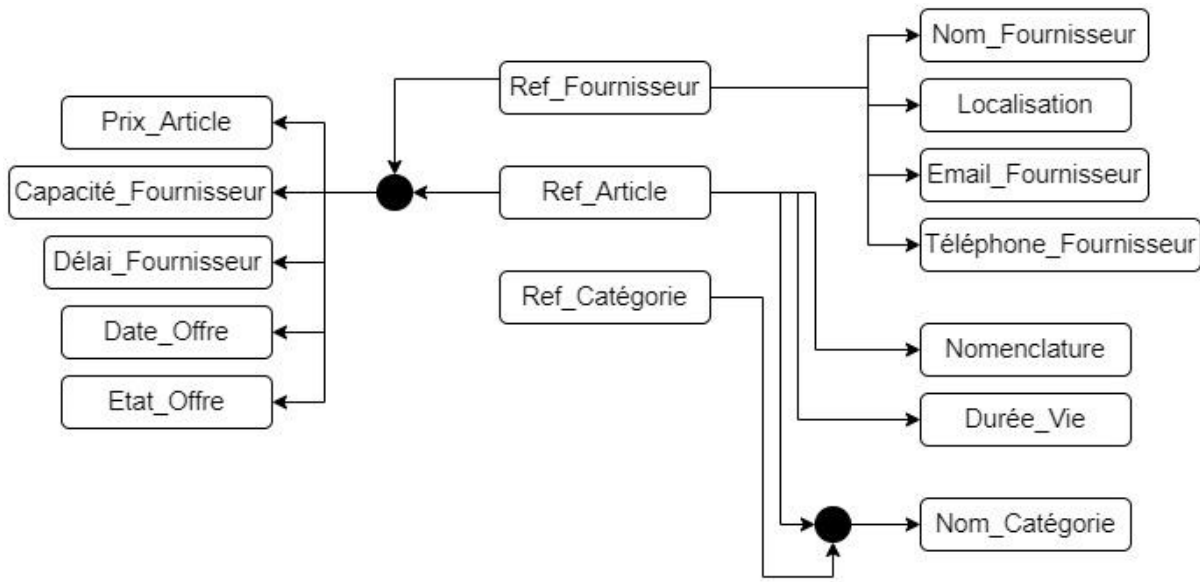 Prix_Article
Capacité_Fournisseur
Délai_Fournisseur
Date_Offre
Etat_Offre
Ref_Fournisseur
Ref_Article
Ref_Catégorie
Nom_Fournisseur
Localisation
Email_Fournisseur
Téléphone_Fournisseur
Nomenclature
Durée_Vie
Nom_Catégorie